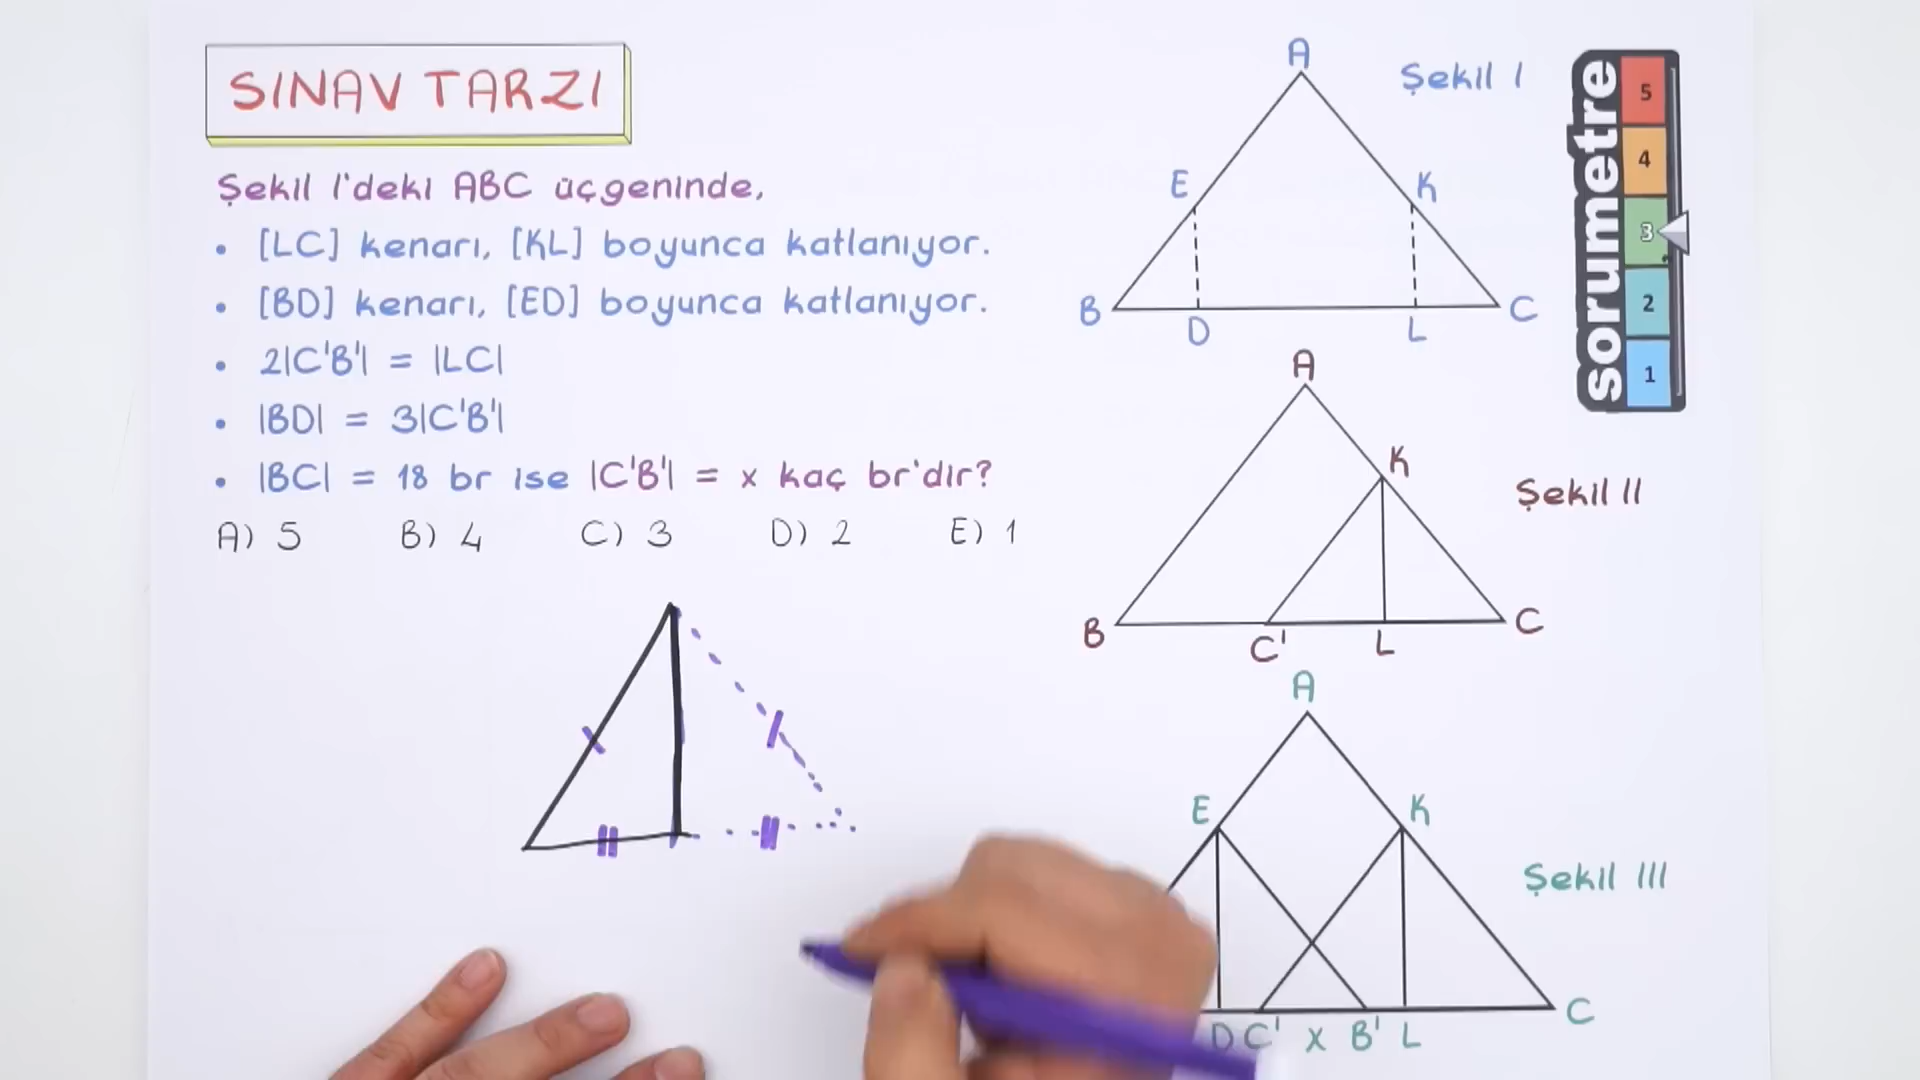 SINAV TARZI
Şekil I'deki ABC üçgeninde,
• [LC] kenarı, [KL] boyunca katlanıyor.
• [BD] kenarı, [ED] boyunca katlanıyor.
• 2|C'B'| = |LC|
• |BD| = 3|C'B'|
• |BC| = 18 br ise |C'B'| = x kaç br'dir?
A) 5 B) 4 C) 3 D) 2 E) 1
A
Şekil I
E K
B D L C
A
K
Şekil II
B C' L C
A
E K
Şekil III
D C' X B' L C
sorumetre
5
4
3
2
1